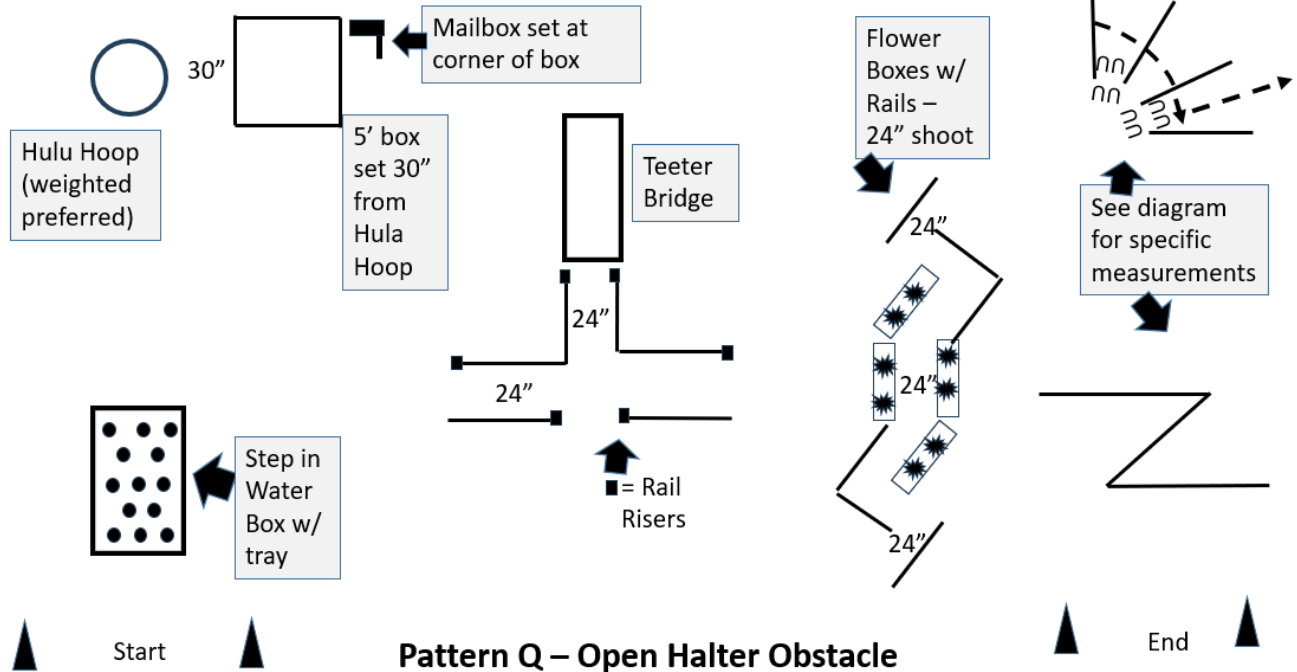 30”
Mailbox set at
corner of box
Hulu Hoop
(weighted
preferred)
5’ box
set 30”
from
Hula
Hoop
Teeter
Bridge
24”
24”
= Rail
Risers
Step in
Water
Box w/
tray
Flower
Boxes w/
Rails –
24” shoot
24”
24”
24”
See diagram
for specific
measurements
Start
Pattern Q – Open Halter Obstacle
End